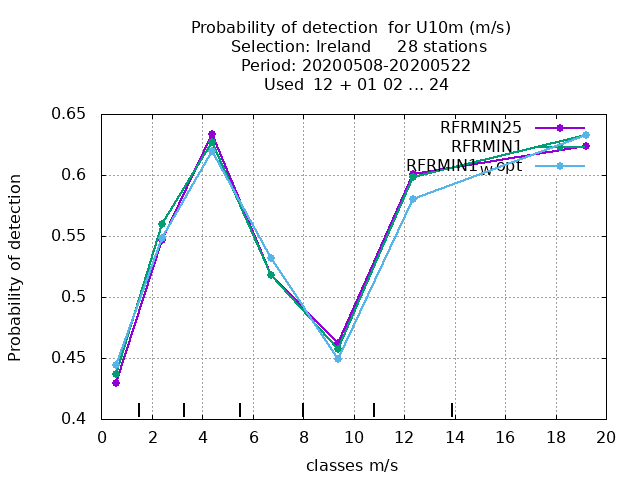 Probability of detection  for U10m (m/s)
Selection: Ireland     28 stations
Period: 20200508-20200522
Used  12 + 01 02 ... 24
RFRMIN25
RFRMIN1
RFRMIN1_wopt
Probability of detection
0.65
0.6
0.55
0.5
0.45
0.4
0 2 4 6 8 10 12 14 16 18 20
classes m/s